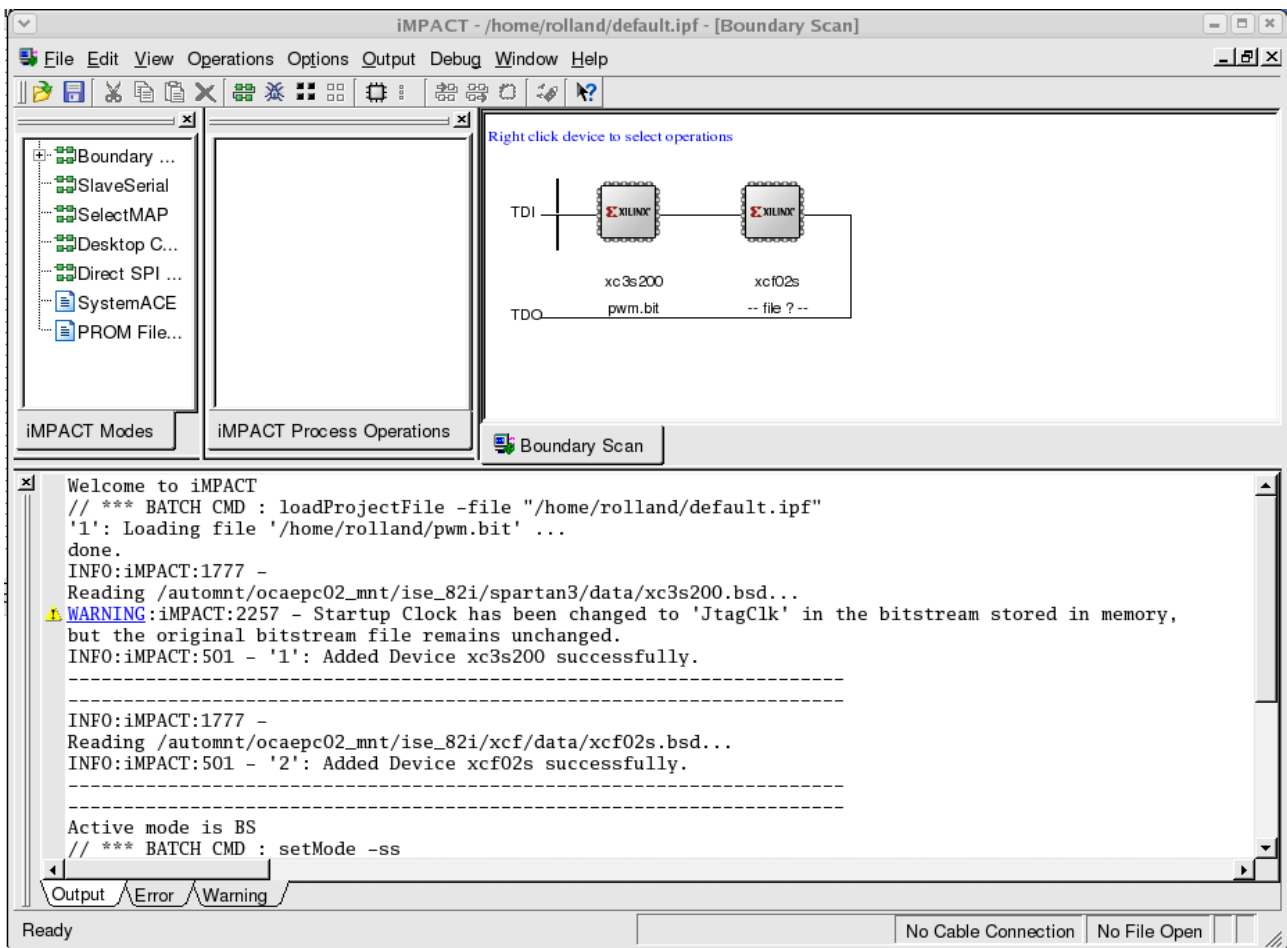 iMPACT - /home/rolland/default.ipf - [Boundary Scan]
File Edit View Operations Options Output Debug Window Help
Boundary ...
SlaveSerial
SelectMAP
Desktop C...
Direct SPI ...
SystemACE
PROM File...
iMPACT Modes
iMPACT Process Operations
Right click device to select operations
TDI
XILINX
XILINX
xc3s200
xcf02s
pwm.bit
-- file ? --
TDO
Boundary Scan
Welcome to iMPACT
// *** BATCH CMD : loadProjectFile -file "/home/rolland/default.ipf"
'1': Loading file '/home/rolland/pwm.bit' ...
done.
INFO:iMPACT:1777 -
Reading /automnt/ocaepc02_mnt/ise_82i/spartan3/data/xc3s200.bsd...
WARNING:iMPACT:2257 - Startup Clock has been changed to 'JtagClk' in the bitstream stored in memory,
but the original bitstream file remains unchanged.
INFO:iMPACT:501 - '1': Added Device xc3s200 successfully.
----------------------------------------------------------------------
----------------------------------------------------------------------
INFO:iMPACT:1777 -
Reading /automnt/ocaepc02_mnt/ise_82i/xcf/data/xcf02s.bsd...
INFO:iMPACT:501 - '2': Added Device xcf02s successfully.
----------------------------------------------------------------------
----------------------------------------------------------------------
Active mode is BS
// *** BATCH CMD : setMode -ss
Output Error Warning
Ready
No Cable Connection
No File Open